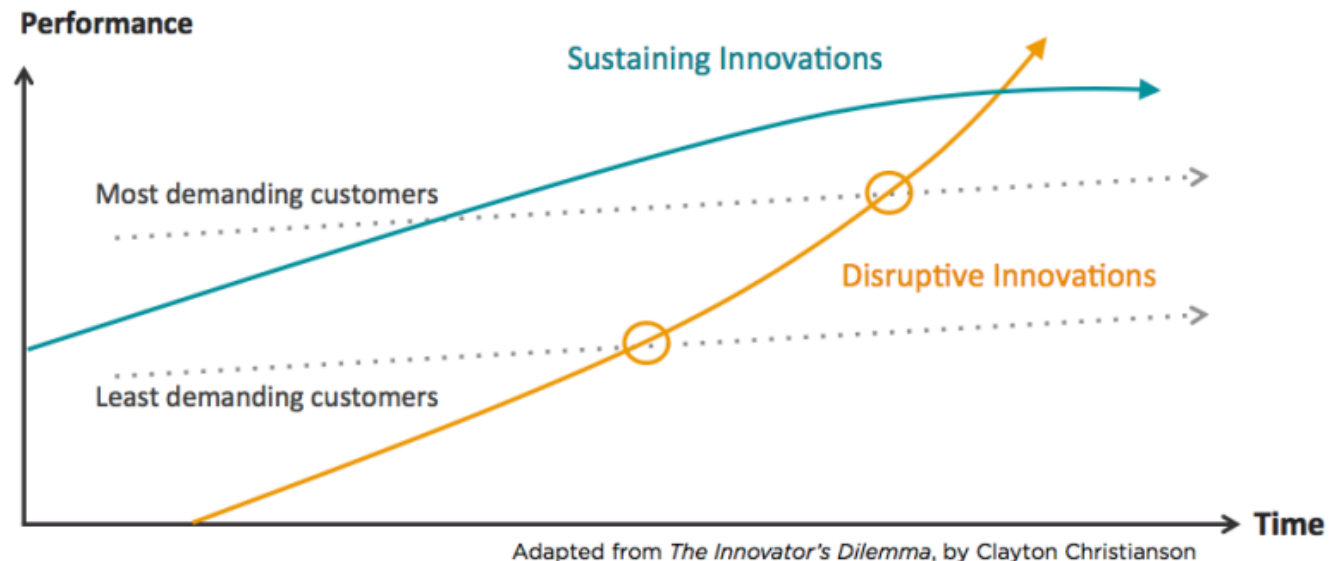 Performance
Sustaining Innovations
Most demanding customers
Disruptive Innovations
Least demanding customers
Time
Adapted from The Innovator's Dilemma, by Clayton Christianson